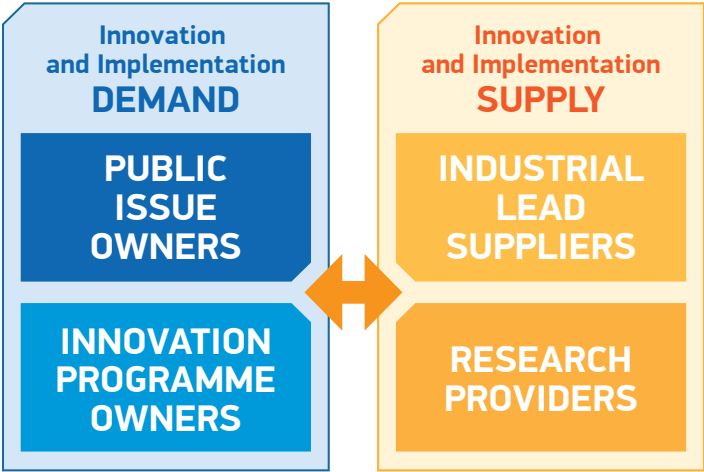 Innovation
and Implementation
DEMAND
PUBLIC
ISSUE
OWNERS
INNOVATION
PROGRAMME
OWNERS
Innovation
and Implementation
SUPPLY
INDUSTRIAL
LEAD
SUPPLIERS
RESEARCH
PROVIDERS